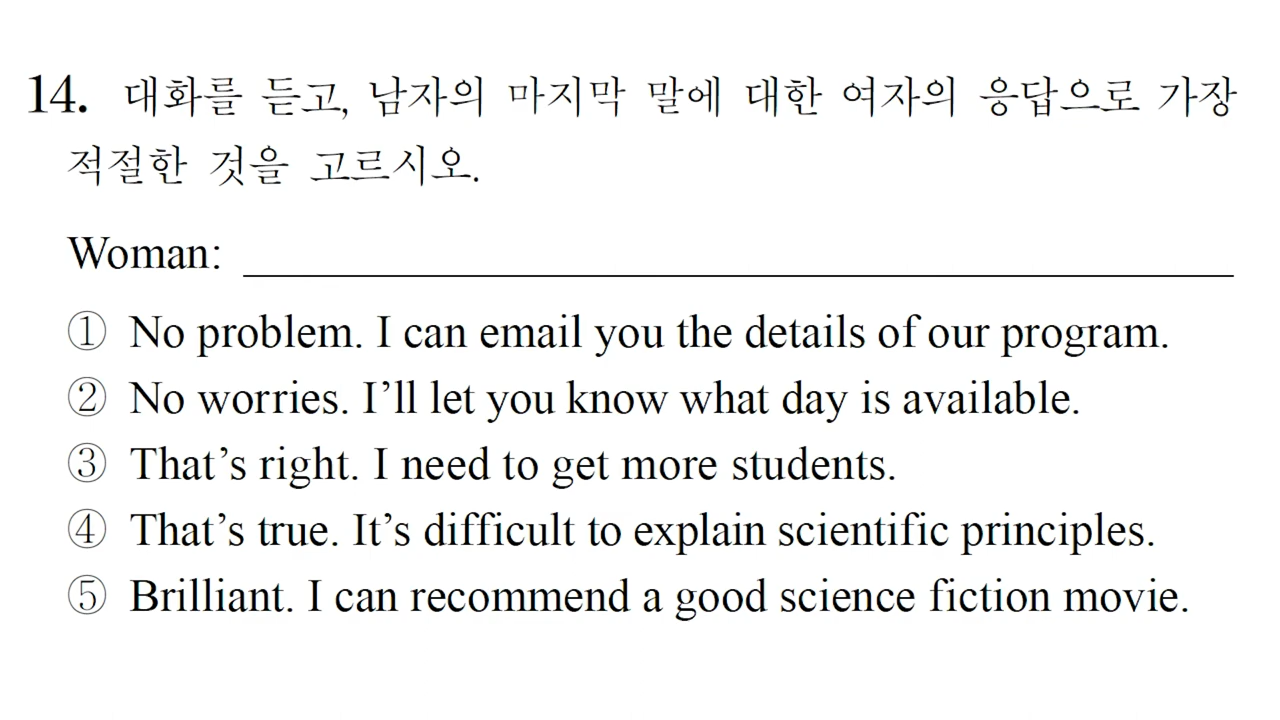 14. 대화를 듣고, 남자의 마지막 말에 대한 여자의 응답으로 가장
적절한 것을 고르시오.
Woman:
① No problem. I can email you the details of our program.
② No worries. I’ll let you know what day is available.
③ That’s right. I need to get more students.
④ That’s true. It’s difficult to explain scientific principles.
⑤ Brilliant. I can recommend a good science fiction movie.